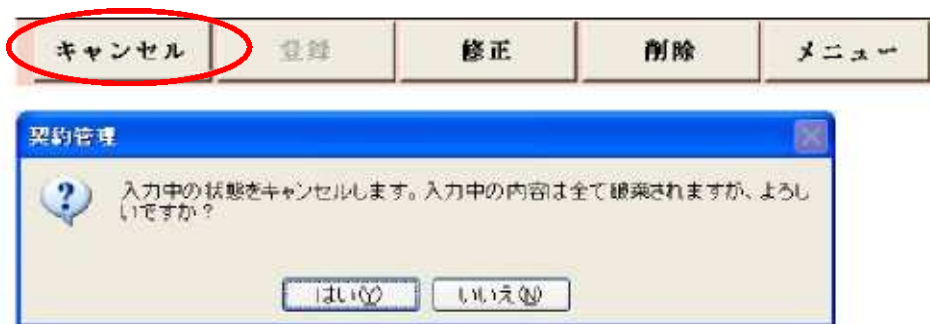 キャンセル 登録 修正 削除 メニュー
契約管理
入力中の状態をキャンセルします。入力中の内容は全て破棄されますが、よろし
いですか?
はい(Y) いいえ(N)